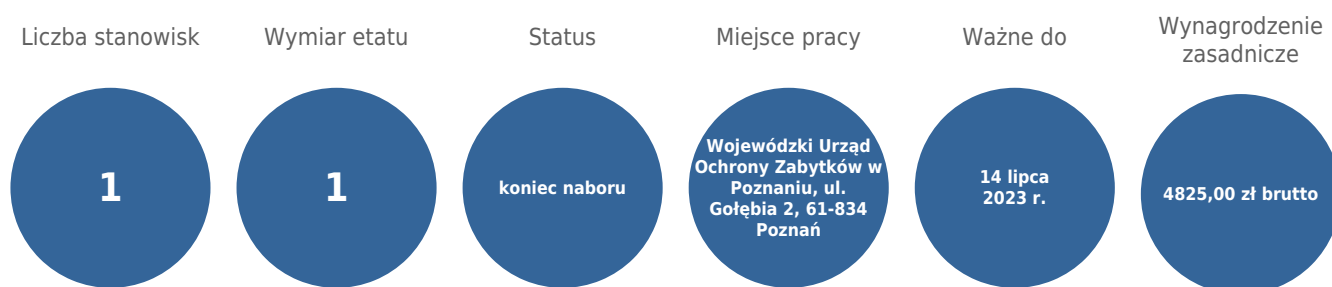 Liczba stanowisk
Wymiar etatu
Status
Miejsce pracy
Ważne do
Wynagrodzenie
zasadnicze
1
1
koniec naboru
Wojewódzki Urząd
Ochrony Zabytków w
Poznaniu, ul.
Gołębia 2, 61-834
Poznań
14 lipca
2023 r.
4825,00 zł brutto